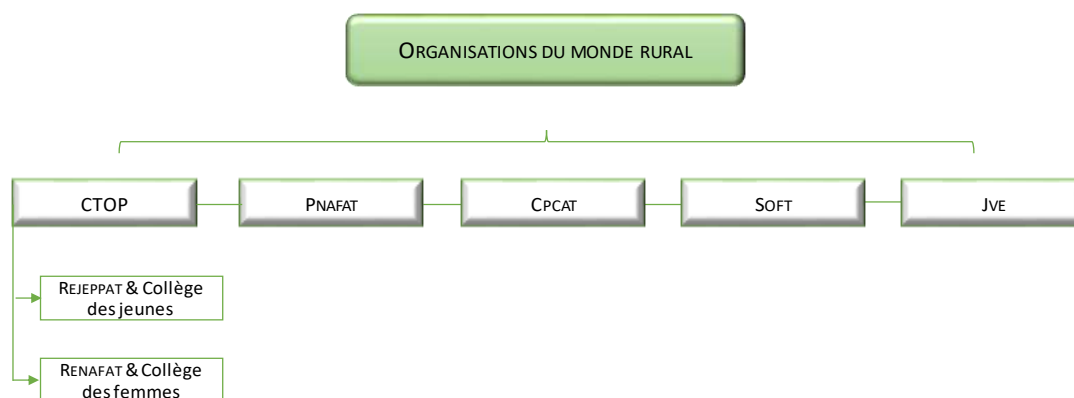 ORGANISATIONS DU MONDE RURAL
CTOP
PNAFAT
CPCAT
SOFT
JVE
REJEPPAT & Collège
des jeunes
RENAFAT & Collège
des femmes